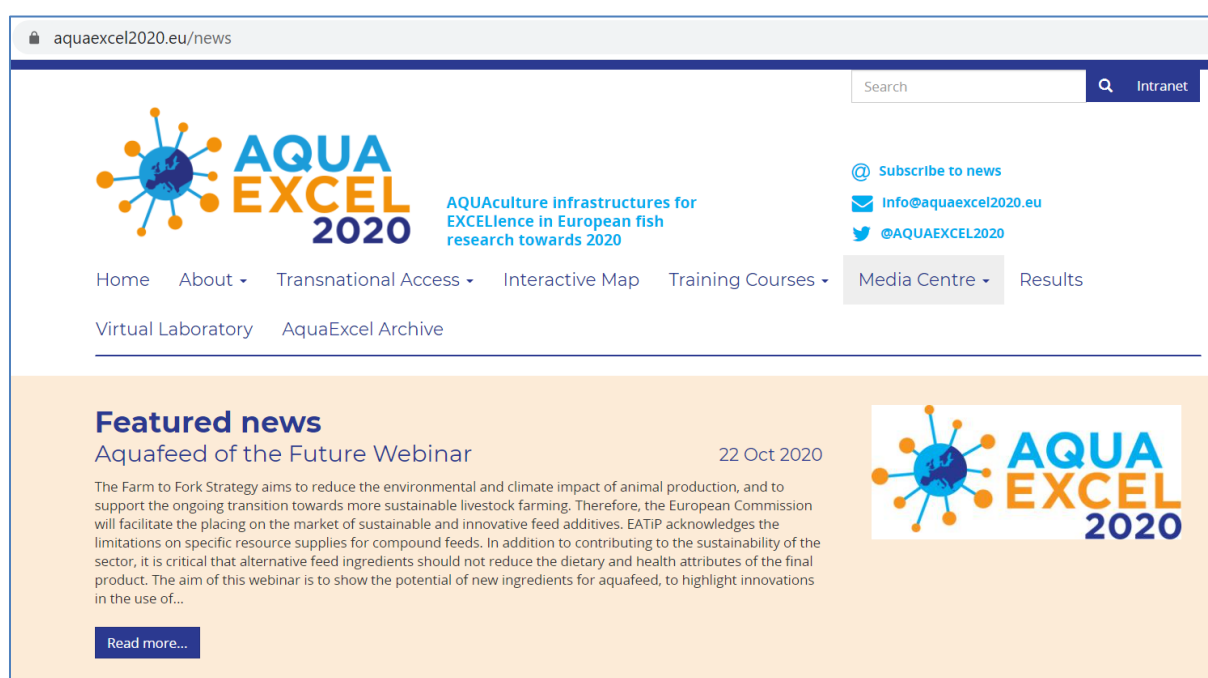 aquaexcel2020.eu/news
Search
Intranet
AQUA
EXCEL
2020
AQUAculture infrastructures for
EXCELlence in European fish
research towards 2020
@ Subscribe to news
Info@aquaexcel2020.eu
@AQUAEXCEL2020
Home About Transnational Access Interactive Map Training Courses Media Centre Results
Virtual Laboratory AquaExcel Archive
Featured news
Aquafeed of the Future Webinar 22 Oct 2020
The Farm to Fork Strategy aims to reduce the environmental and climate impact of animal production, and to
support the ongoing transition towards more sustainable livestock farming. Therefore, the European Commission
will facilitate the placing on the market of sustainable and innovative feed additives. EATiP acknowledges the
limitations on specific resource supplies for compound feeds. In addition to contributing to the sustainability of the
sector, it is critical that alternative feed ingredients should not reduce the dietary and health attributes of the final
product. The aim of this webinar is to show the potential of new ingredients for aquafeed, to highlight innovations
in the use of...
Read more...
AQUA
EXCEL
2020